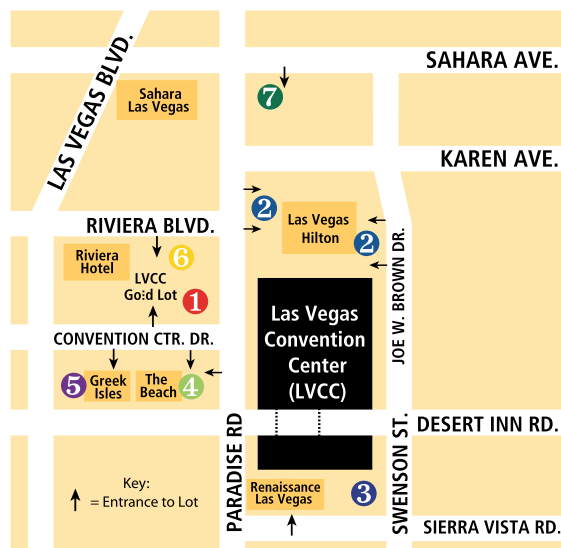 SAHARA AVE.
LAS VEGAS BLVD.
7
Sahara
Las Vegas
KAREN AVE.
2
Las Vegas
Hilton
2
RIVIERA BLVD.
6
Riviera
Hotel
LVCC
Gold Lot
1
JOE W. BROWN DR.
Las Vegas
Convention
Center
(LVCC)
CONVENTION CTR. DR.
5
Greek
Isles
The
Beach
4
DESERT INN RD.
PARADISE RD
SWENSON ST.
Key:
= Entrance to Lot
Renaissance
Las Vegas
3
SIERRA VISTA RD.